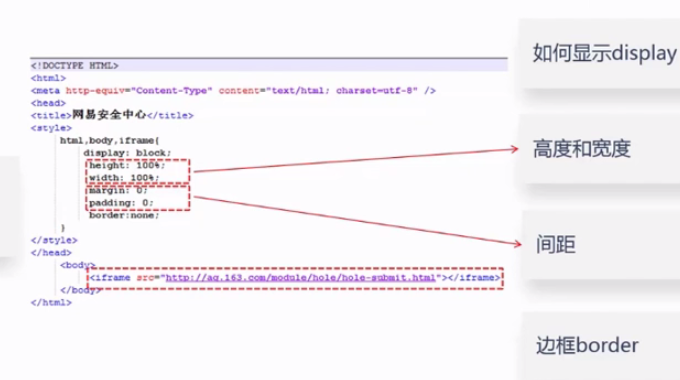 <!DOCTYPE HTML>
<html>
<meta http-equiv="Content-Type" content="text/html; charset=utf-8" />
<head>
<title>网易安全中心</title>
<style>
html,body,iframe{
display: block;
height: 100%;
width: 100%;
margin: 0;
padding: 0;
border:none;
}
</style>
</head>
<body>
<iframe src="http://aq.163.com/module/hole/hole-submit.html"></iframe>
</body>
</html>
如何显示display
高度和宽度
间距
边框border